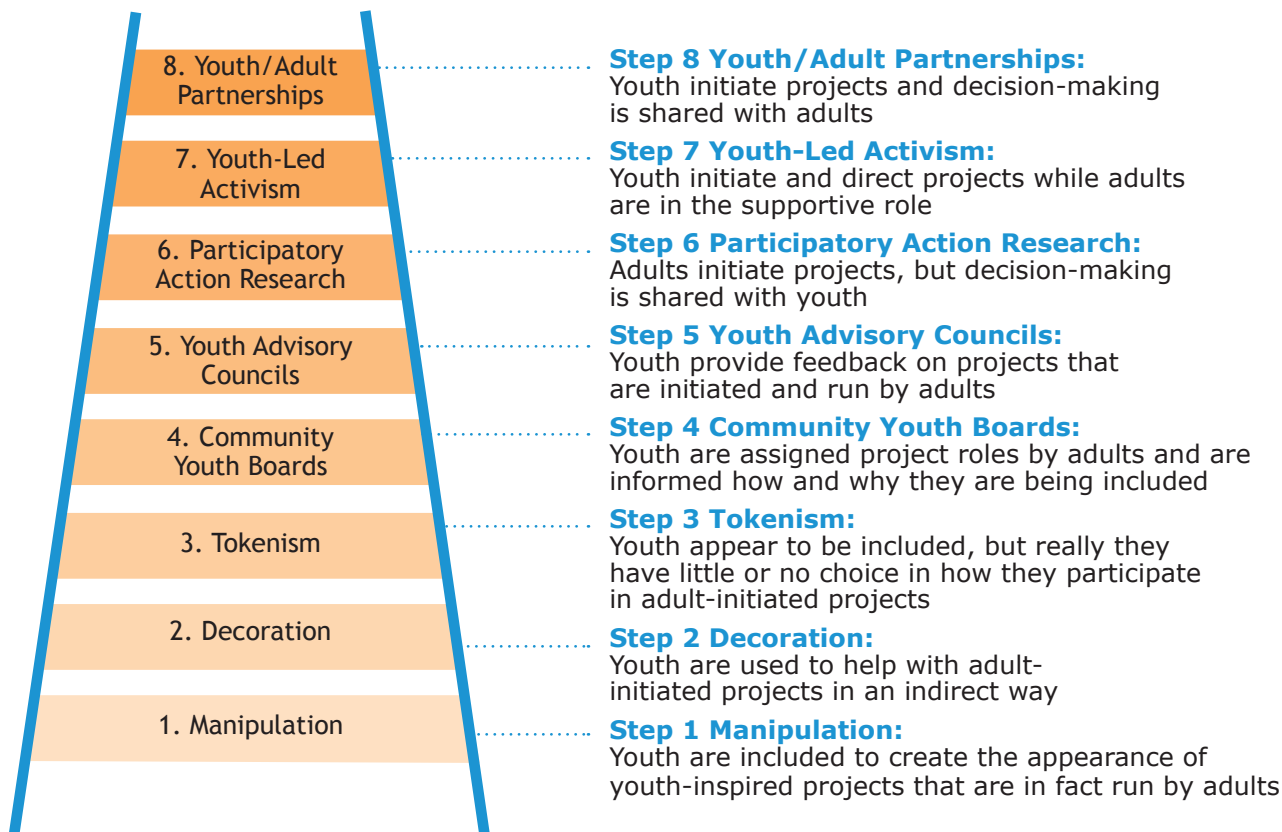 8. Youth/Adult
Partnerships
Step 8 Youth/Adult Partnerships:
Youth initiate projects and decision-making
is shared with adults
7. Youth-Led
Activism
Step 7 Youth-Led Activism:
Youth initiate and direct projects while adults
are in the supportive role
6. Participatory
Action Research
Step 6 Participatory Action Research:
Adults initiate projects, but decision-making
is shared with youth
5. Youth Advisory
Councils
Step 5 Youth Advisory Councils:
Youth provide feedback on projects that
are initiated and run by adults
4. Community
Youth Boards
Step 4 Community Youth Boards:
Youth are assigned project roles by adults and are
informed how and why they are being included
3. Tokenism
Step 3 Tokenism:
Youth appear to be included, but really they
have little or no choice in how they participate
in adult-initiated projects
2. Decoration
Step 2 Decoration:
Youth are used to help with adult-
initiated projects in an indirect way
1. Manipulation
Step 1 Manipulation:
Youth are included to create the appearance of
youth-inspired projects that are in fact run by adults